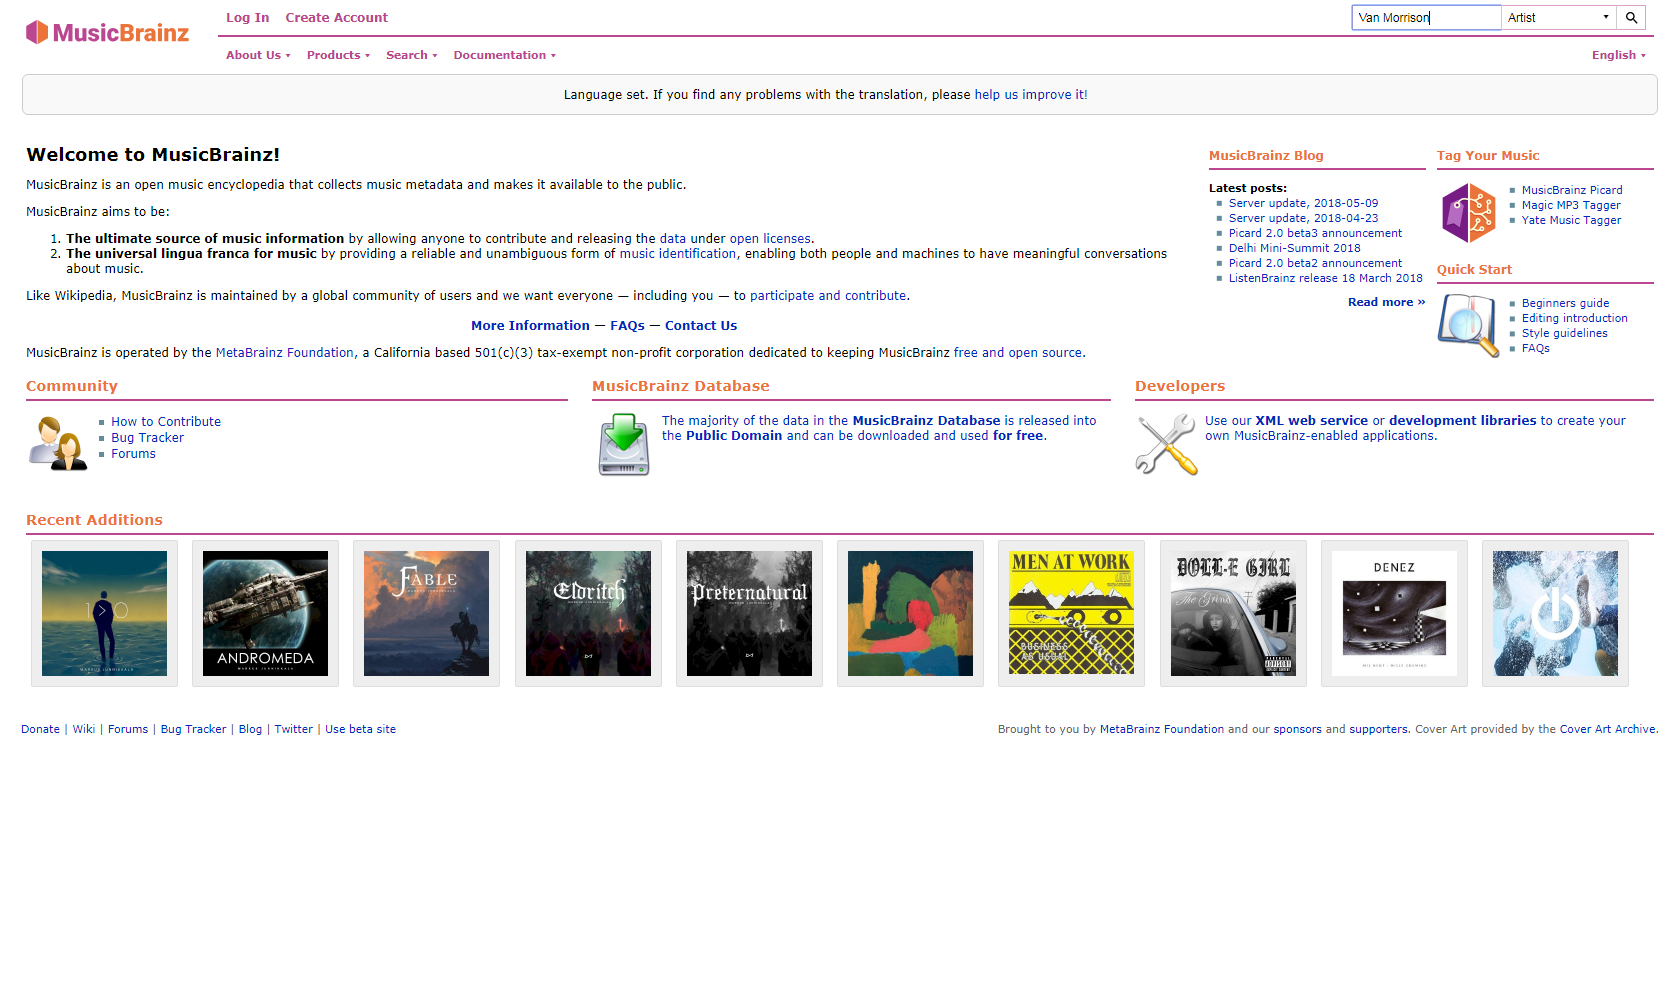 MusicBrainz
Log In Create Account
Van Morrison Artist
About Us Products Search Documentation English
Language set. If you find any problems with the translation, please help us improve it!
Welcome to MusicBrainz!
MusicBrainz is an open music encyclopedia that collects music metadata and makes it available to the public.
MusicBrainz aims to be:
1. The ultimate source of music information by allowing anyone to contribute and releasing the data under open licenses.
2. The universal lingua franca for music by providing a reliable and unambiguous form of music identification, enabling both people and machines to have meaningful conversations
about music.
Like Wikipedia, MusicBrainz is maintained by a global community of users and we want everyone — including you — to participate and contribute.
More Information — FAQs — Contact Us
MusicBrainz is operated by the MetaBrainz Foundation, a California based 501(c)(3) tax-exempt non-profit corporation dedicated to keeping MusicBrainz free and open source.
MusicBrainz Blog
Latest posts:
Server update, 2018-05-09
Server update, 2018-04-23
Picard 2.0 beta3 announcement
Delhi Mini-Summit 2018
Picard 2.0 beta2 announcement
ListenBrainz release 18 March 2018
Read more »
Tag Your Music
MusicBrainz Picard
Magic MP3 Tagger
Yate Music Tagger
Quick Start
Beginners guide
Editing introduction
Style guidelines
FAQs
Community
How to Contribute
Bug Tracker
Forums
MusicBrainz Database
The majority of the data in the MusicBrainz Database is released into
the Public Domain and can be downloaded and used for free.
Developers
Use our XML web service or development libraries to create your
own MusicBrainz-enabled applications.
Recent Additions
MARKUS JUNNIKKALA
ANDROMEDA
MARKUS JUNNIKKALA
FABLE
MARKUS JUNNIKKALA
Eldritch
MARKUS JUNNIKKALA
Preternatural
MARKUS JUNNIKKALA
MEN AT WORK
BUSINESS
AS USUAL
DOLL-E GIRL
The Grind
ADVISORY
DENEZ
Donate | Wiki | Forums | Bug Tracker | Blog | Twitter | Use beta site
Brought to you by MetaBrainz Foundation and our sponsors and supporters. Cover Art provided by the Cover Art Archive.